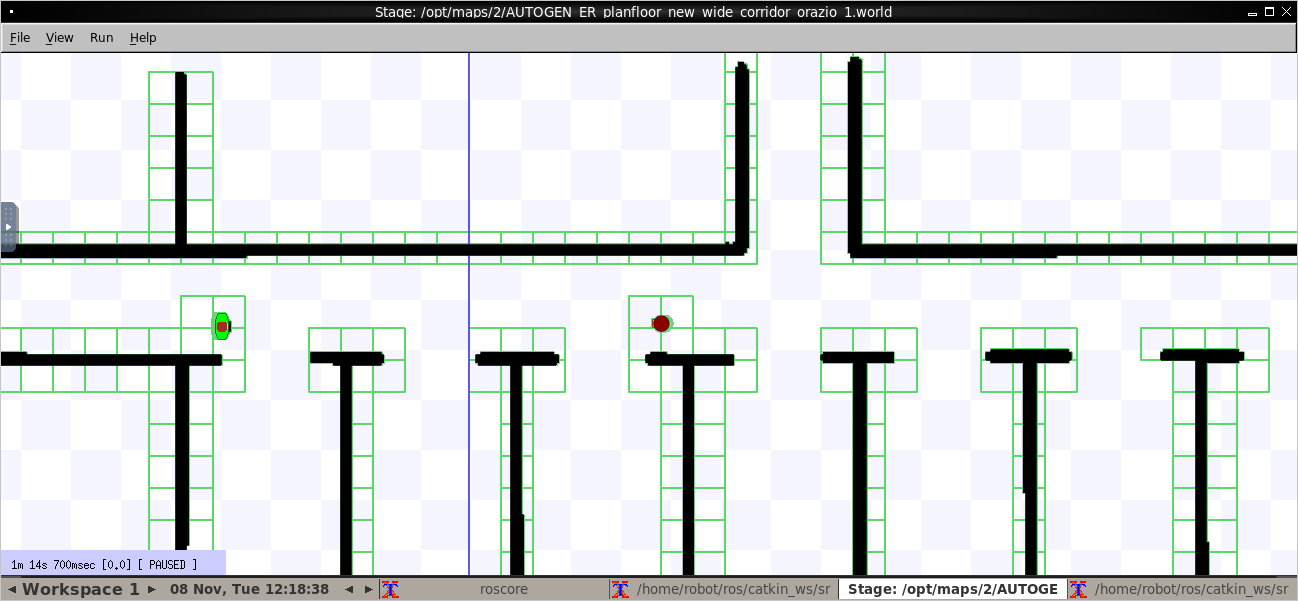 Stage: /opt/maps/2/AUTOGEN_ER_planfloor_new_wide_corridor_orazio_1.world
File View Run Help
1m 14s 700msec [0.0] [ PAUSED ]
Workspace 1 08 Nov, Tue 12:18:38 roscore /home/robot/ros/catkin_ws/sr Stage: /opt/maps/2/AUTOGE /home/robot/ros/catkin_ws/sr